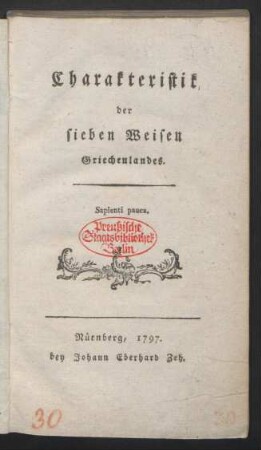 Charakteristik
der
sieben Weisen
Griechenlandes.
Sapienti pauca.
Preußische
Staatsbibliothek
Berlin
Nürnberg, 1797.
bey Johann Eberhard Zeh.
30
30